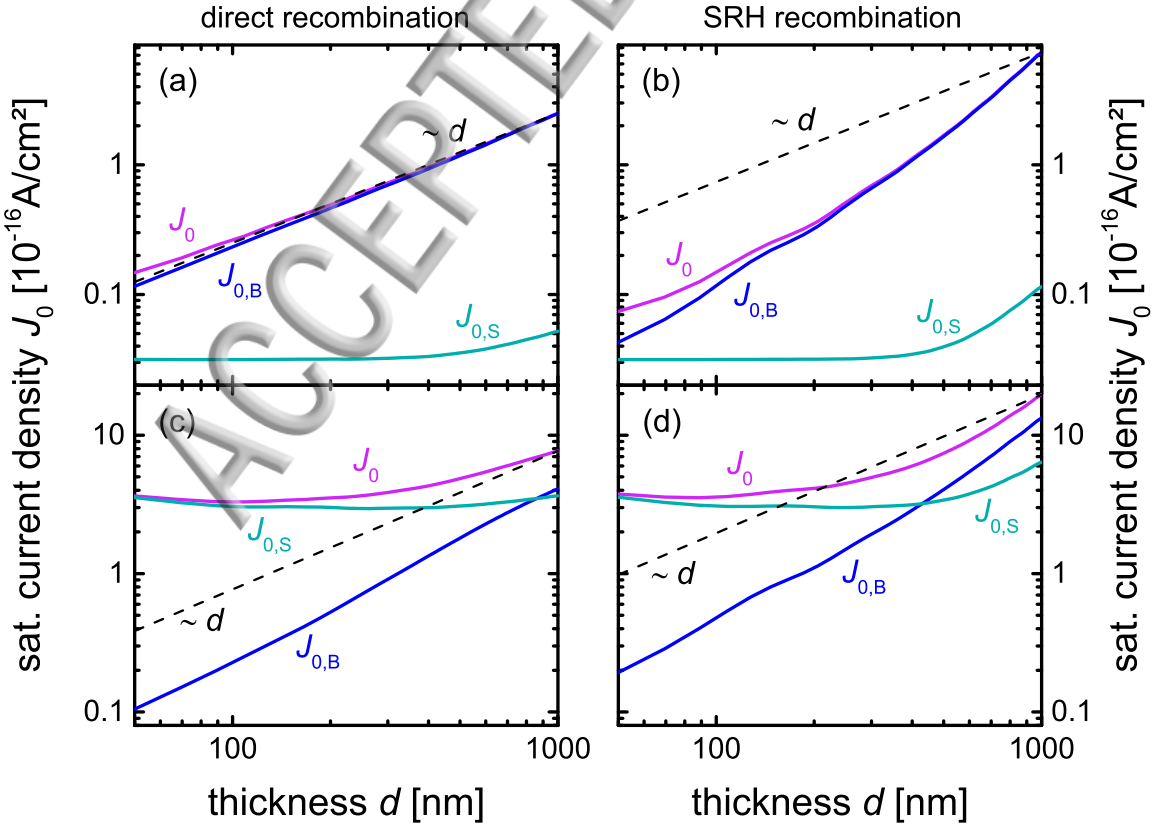 direct recombination
SRH recombination
(a)
(b)
~ d
~ d
1
1
J0
J0
J0,B
J0,B
0.1
0.1
J0,S
J0,S
(c)
(d)
10
10
J0
J0
J0,S
J0,S
1
1
~ d
~ d
J0,B
J0,B
0.1
0.1
100
1000
100
1000
thickness d [nm]
thickness d [nm]
sat. current density J0 [10-16A/cm²]
sat. current density J0 [10-16A/cm²]
ACCEPTE